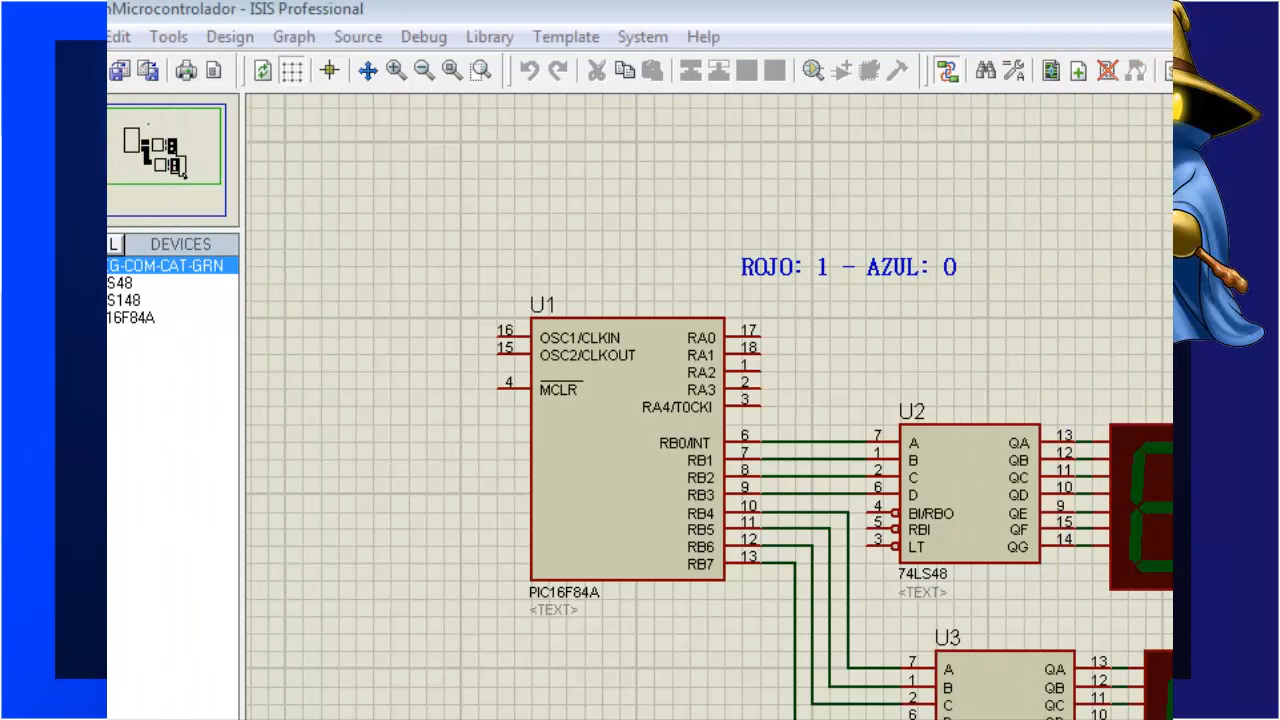 nMicrocontrolador - ISIS Professional
Edit Tools Design Graph Source Debug Library Template System Help
L DEVICES
G-COM-CAT-GRN
S48
S148
16F84A
ROJO: 1 - AZUL: 0
U1
16 OSC1/CLKIN RA0 17
15 OSC2/CLKOUT RA1 18
RA2 1
4 MCLR RA3 2
RA4/T0CKI 3
RB0/INT 6
RB1 7
RB2 8
RB3 9
RB4 10
RB5 11
RB6 12
RB7 13
PIC16F84A
<TEXT>
U2
7 A QA 13
1 B QB 12
2 C QC 11
6 D QD 10
4 BI/RBO QE 9
5 RBI QF 15
3 LT QG 14
74LS48
<TEXT>
U3
7 A QA 13
1 B QB 12
2 C QC 11
6 10